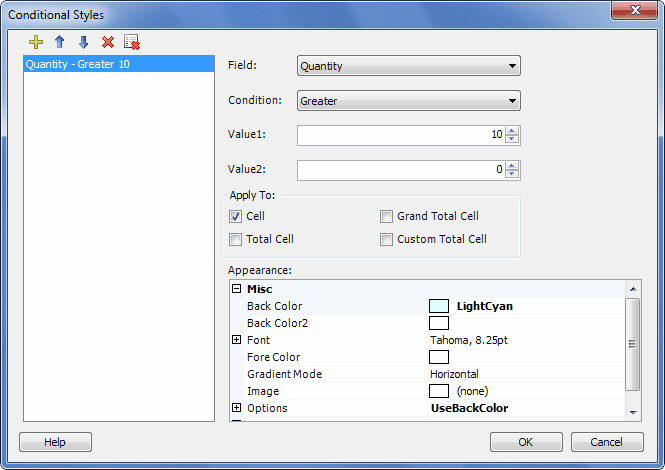 Conditional Styles
Quantity - Greater 10
Field: Quantity
Condition: Greater
Value1: 10
Value2: 0
Apply To:
Cell Grand Total Cell
Total Cell Custom Total Cell
Appearance:
Misc
Back Color LightCyan
Back Color2
Font Tahoma, 8.25pt
Fore Color
Gradient Mode Horizontal
Image (none)
Options UseBackColor
Help OK Cancel